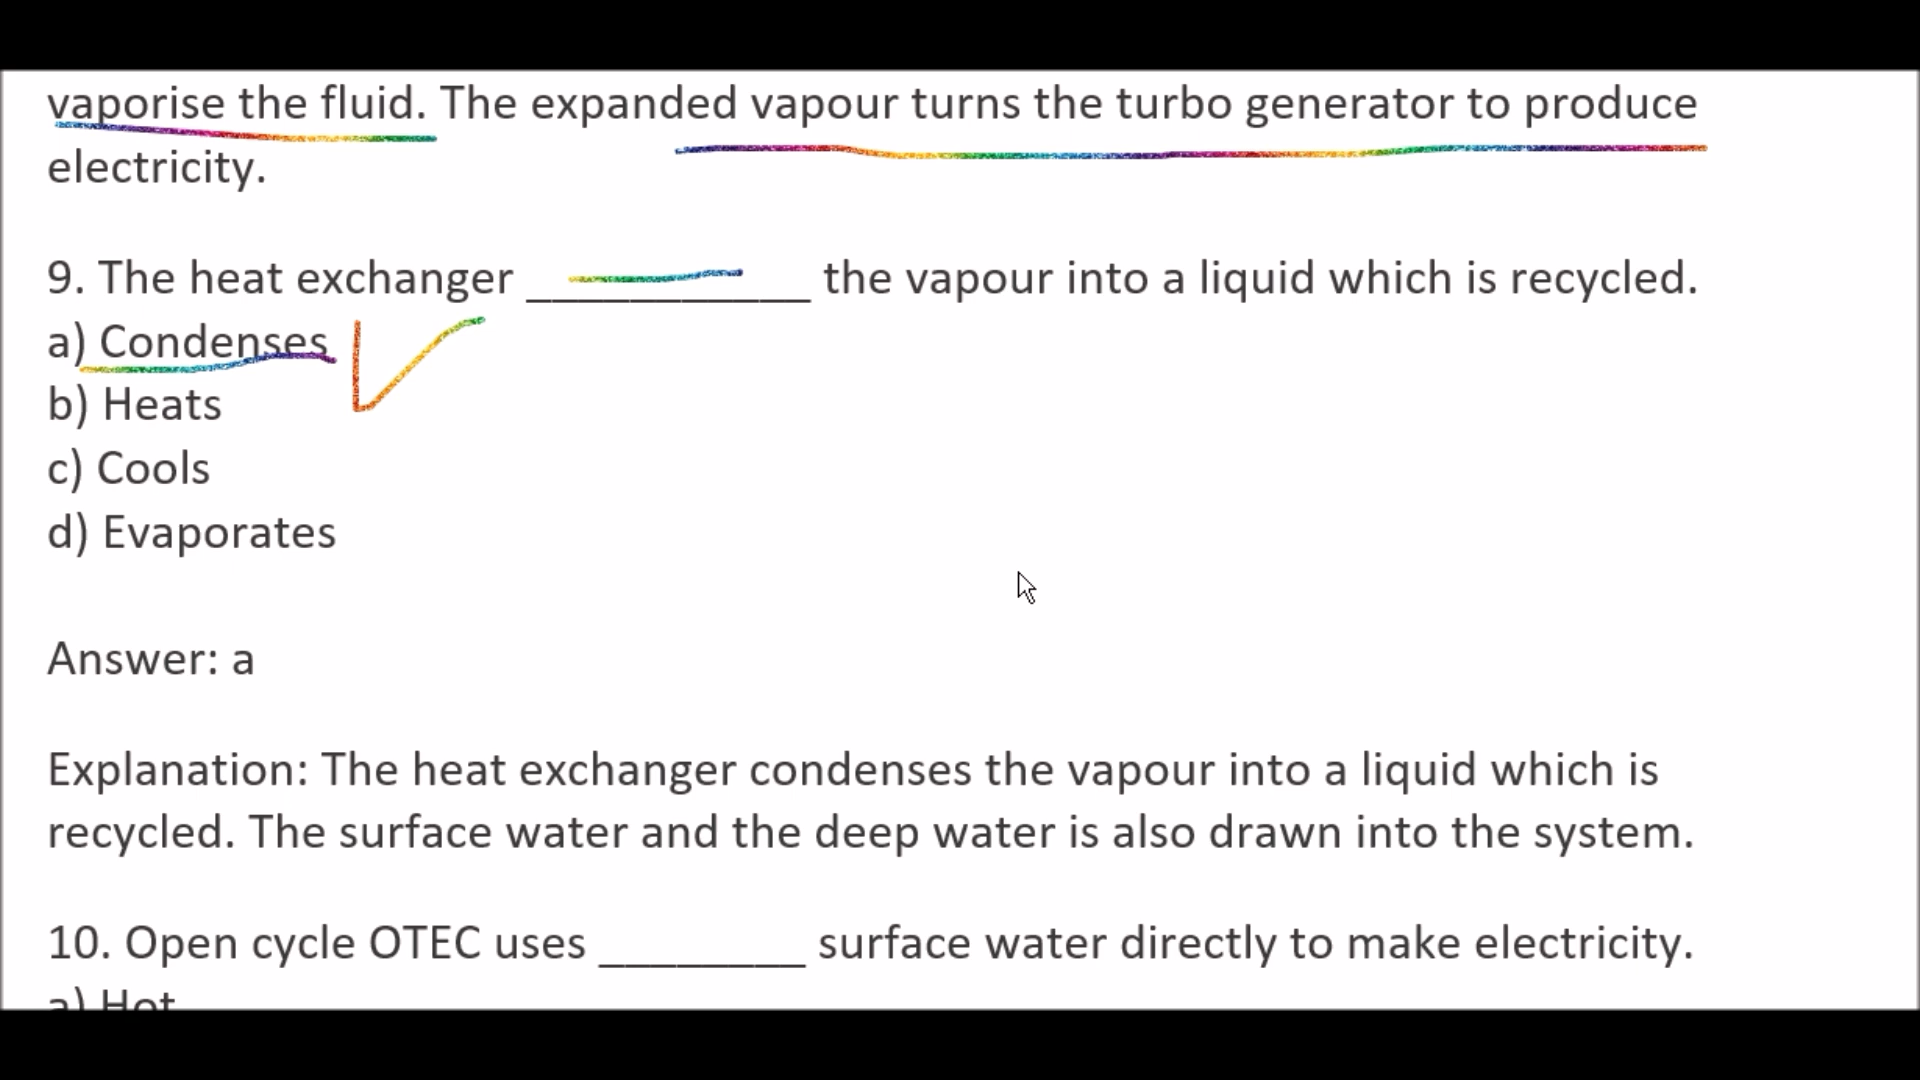 vaporise the fluid. The expanded vapour turns the turbo generator to produce
electricity.
9. The heat exchanger ___________ the vapour into a liquid which is recycled.
a) Condenses
b) Heats
c) Cools
d) Evaporates
Answer: a
Explanation: The heat exchanger condenses the vapour into a liquid which is
recycled. The surface water and the deep water is also drawn into the system.
10. Open cycle OTEC uses ________ surface water directly to make electricity.
a) Hot